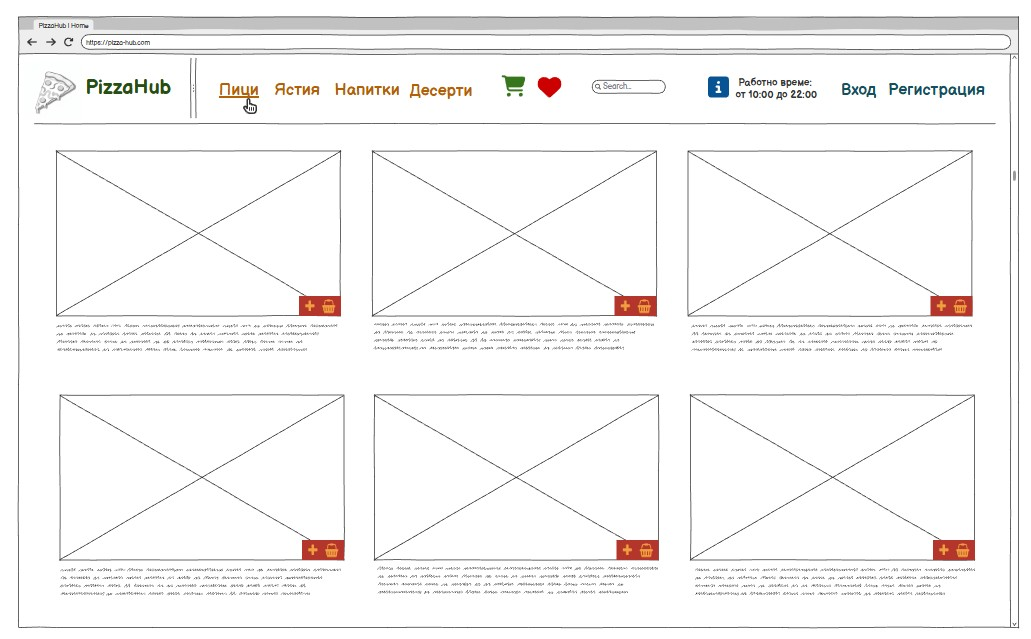 PizzaHub | Home
https://pizza-hub.com
PizzaHub
Пици Ястия Напитки Десерти
Search...
Работно време:
от 10:00 до 22:00
Вход Регистрация